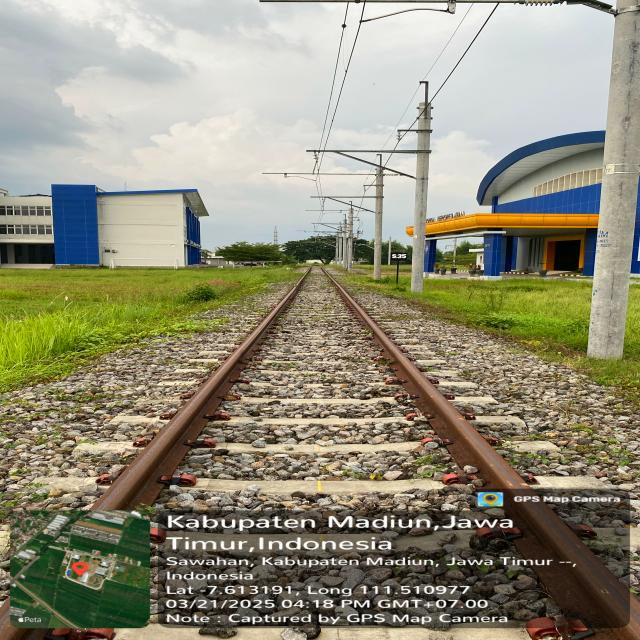 S.35
GPS Map Camera
Kabupaten Madiun,Jawa
Timur,Indonesia
Sawahan, Kabupaten Madiun, Jawa Timur --,
Indonesia
Lat -7.613191, Long 111.510977
03/21/2025 04:18 PM GMT+07.00
Note : Captured by GPS Map Camera
Peta